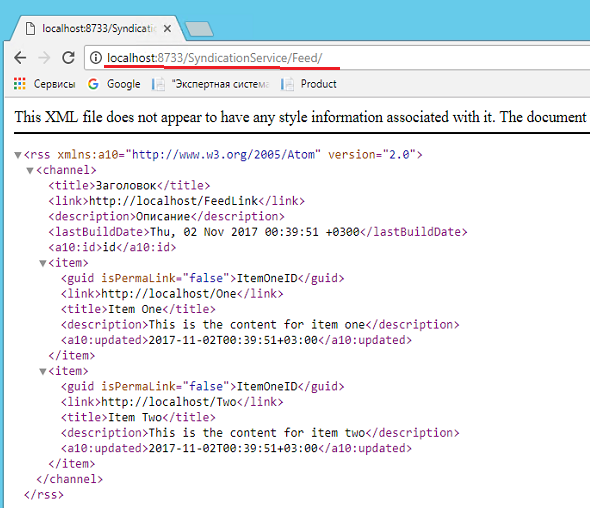 localhost:8733/Syndicati
localhost:8733/SyndicationService/Feed/
Сервисы Google "Экспертная система Product
This XML file does not appear to have any style information associated with it. The document
<rss xmlns:a10="http://www.w3.org/2005/Atom" version="2.0">
<channel>
<title>Заголовок</title>
<link>http://localhost/FeedLink</link>
<description>Описание</description>
<lastBuildDate>Thu, 02 Nov 2017 00:39:51 +0300</lastBuildDate>
<a10:id>id</a10:id>
<item>
<guid isPermaLink="false">ItemOneID</guid>
<link>http://localhost/One</link>
<title>Item One</title>
<description>This is the content for item one</description>
<a10:updated>2017-11-02T00:39:51+03:00</a10:updated>
</item>
<item>
<guid isPermaLink="false">ItemOneID</guid>
<link>http://localhost/Two</link>
<title>Item Two</title>
<description>This is the content for item two</description>
<a10:updated>2017-11-02T00:39:51+03:00</a10:updated>
</item>
</channel>
</rss>